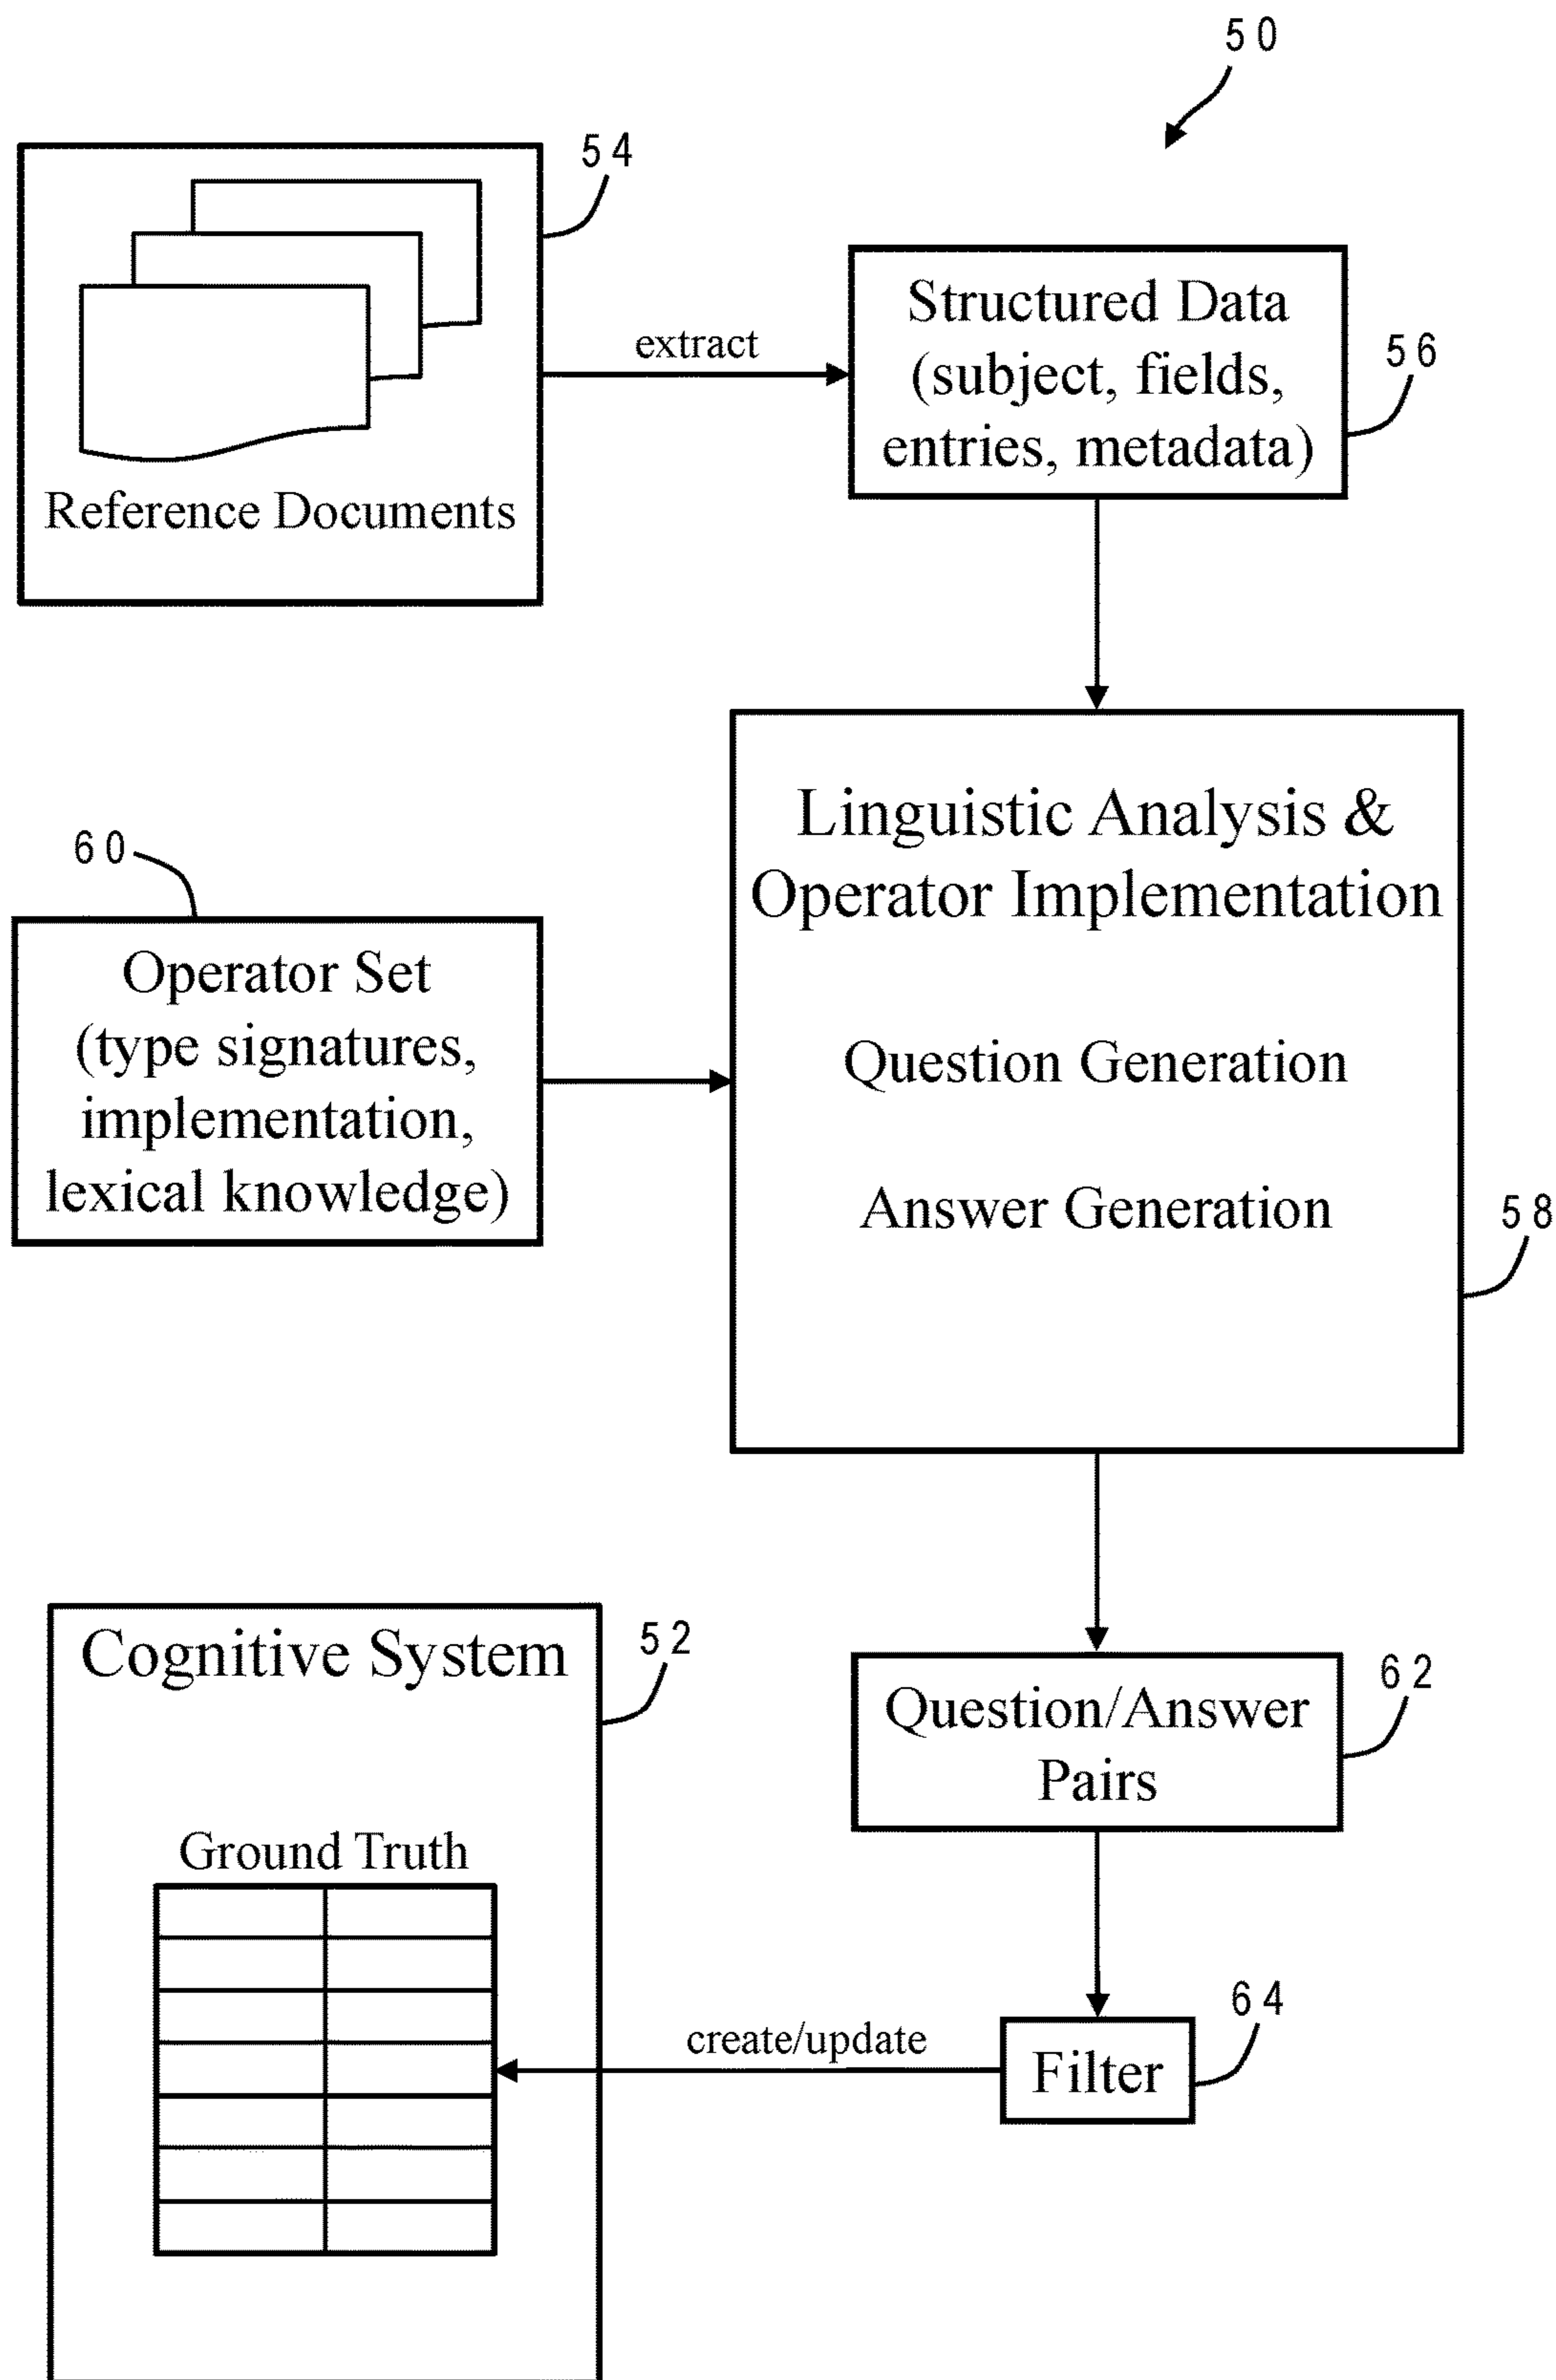 50
54
Reference Documents
extract
Structured Data
(subject, fields,
entries, metadata)
56
Linguistic Analysis &
Operator Implementation
Question Generation
Answer Generation
58
60
Operator Set
(type signatures,
implementation,
lexical knowledge)
Question/Answer
Pairs
62
Filter
64
create/update
Cognitive System
52
Ground Truth